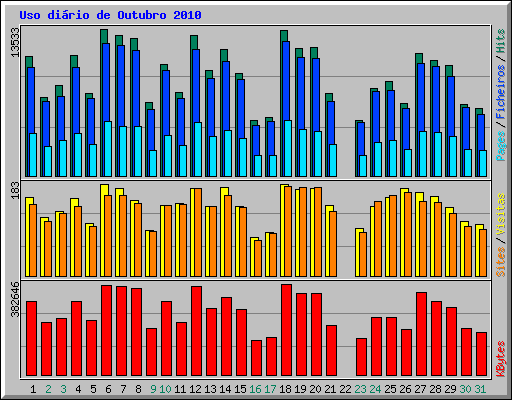 Uso diário de Outubro 2010
13533
Pages / Ficheiros / Hits
183
Sites / Visitas
382646
KBytes
1 2 3 4 5 6 7 8 9 10 11 12 13 14 15 16 17 18 19 20 21 22 23 24 25 26 27 28 29 30 31